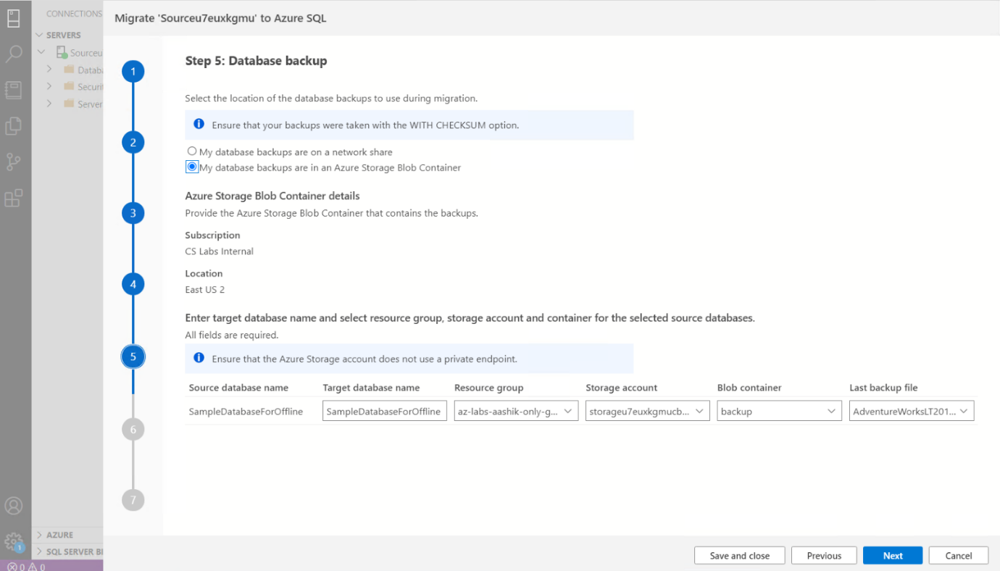 CONNECTIONS
Migrate 'Sourceu7euxkgmu' to Azure SQL
SERVERS
Sourceu
Databa
Securit
Server
AZURE
SQL SERVER BI
0 0
1
1
2
3
4
5
6
7
Step 5: Database backup
Select the location of the database backups to use during migration.
Ensure that your backups were taken with the WITH CHECKSUM option.
My database backups are on a network share
My database backups are in an Azure Storage Blob Container
Azure Storage Blob Container details
Provide the Azure Storage Blob Container that contains the backups.
Subscription
CS Labs Internal
Location
East US 2
Enter target database name and select resource group, storage account and container for the selected source databases.
All fields are required.
Ensure that the Azure Storage account does not use a private endpoint.
Source database name Target database name Resource group Storage account Blob container Last backup file
SampleDatabaseForOffline SampleDatabaseForOffline az-labs-aashik-only-g... storageu7euxkgmucb... backup AdventureWorksLT201...
Save and close Previous Next Cancel